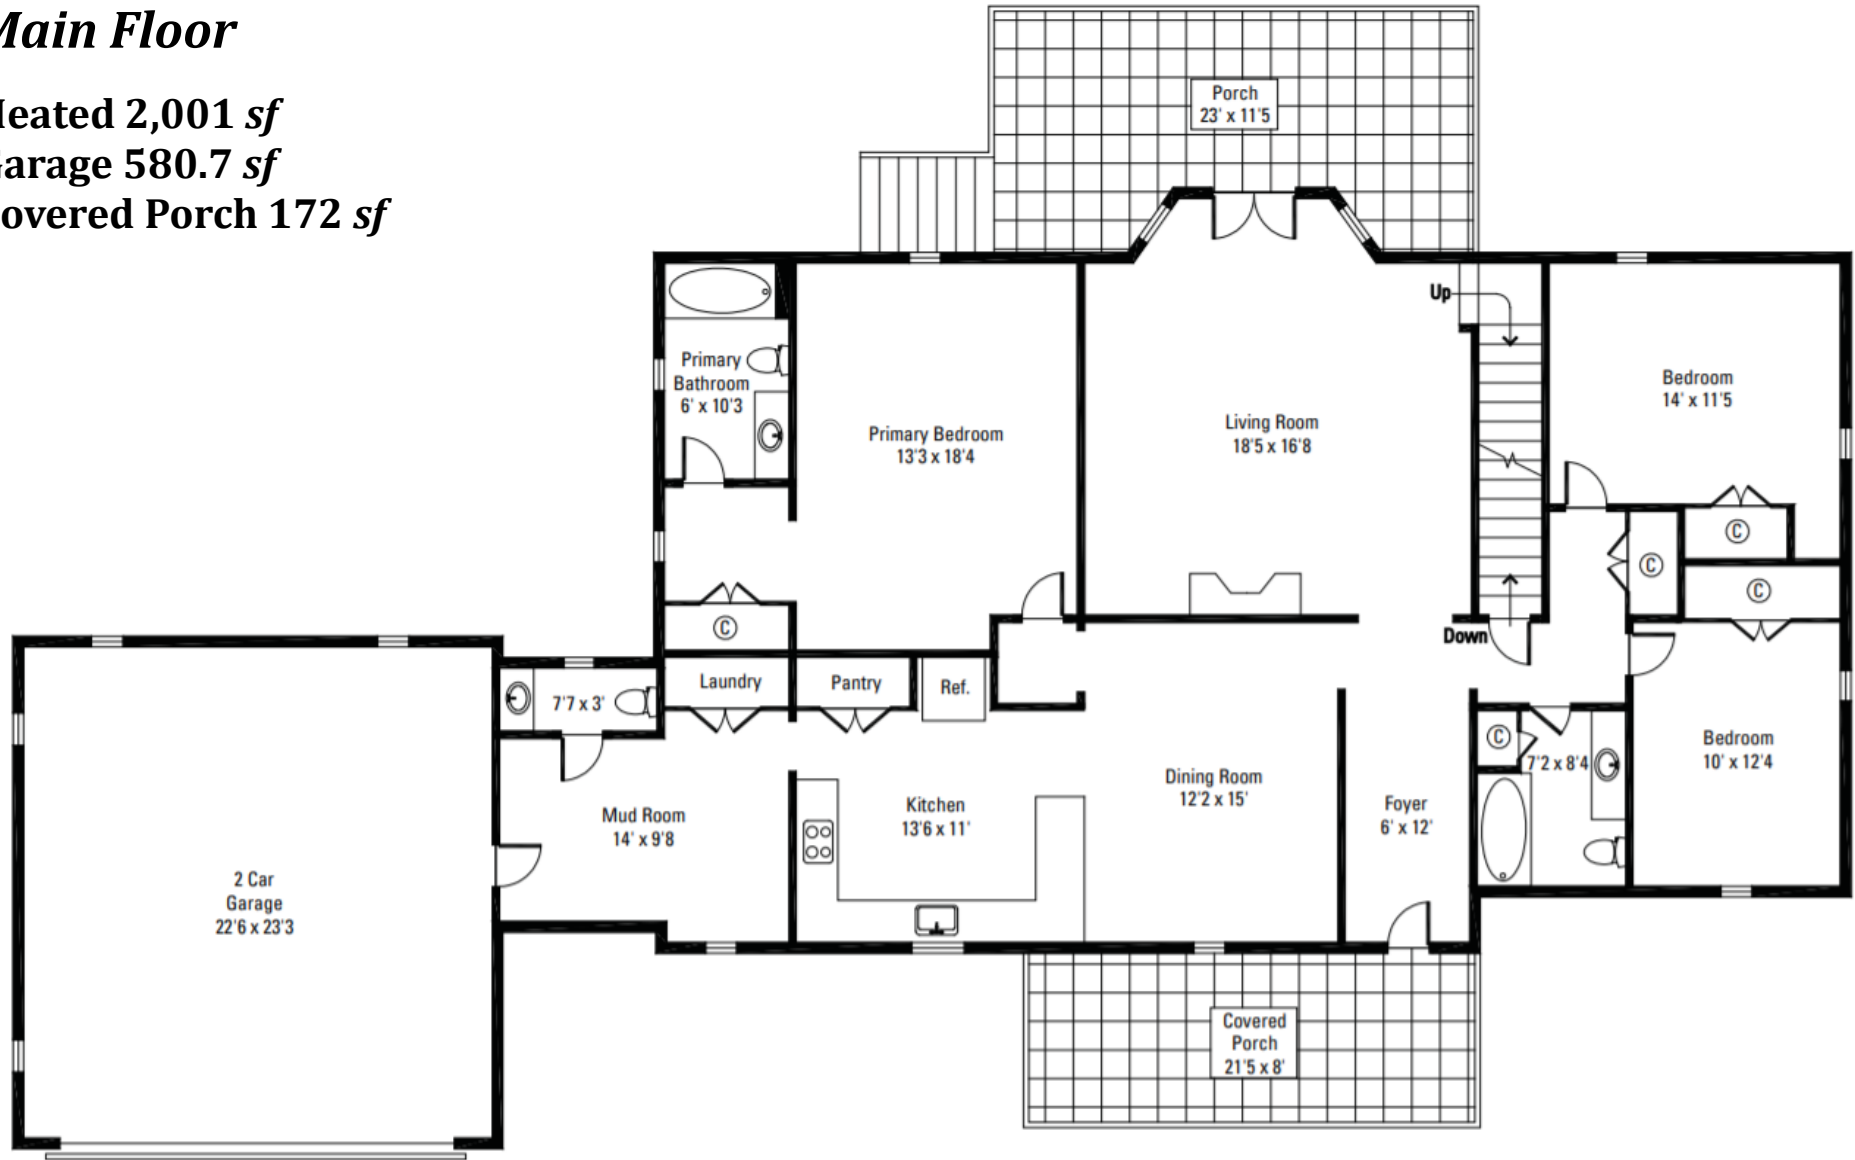 Main Floor
Heated 2,001 sf
Garage 580.7 sf
Covered Porch 172 sf
Porch
23' x 11'5
Up
Primary
Bathroom
6' x 10'3
Primary Bedroom
13'3 x 18'4
Living Room
18'5 x 16'8
Bedroom
14' x 11'5
C
C
C
C
Down
Laundry
Pantry
Ref.
7'7 x 3'
C
7'2 x 8'4
Bedroom
10' x 12'4
Mud Room
14' x 9'8
Kitchen
13'6 x 11'
Dining Room
12'2 x 15'
Foyer
6' x 12'
2 Car
Garage
22'6 x 23'3
Covered
Porch
21'5 x 8'